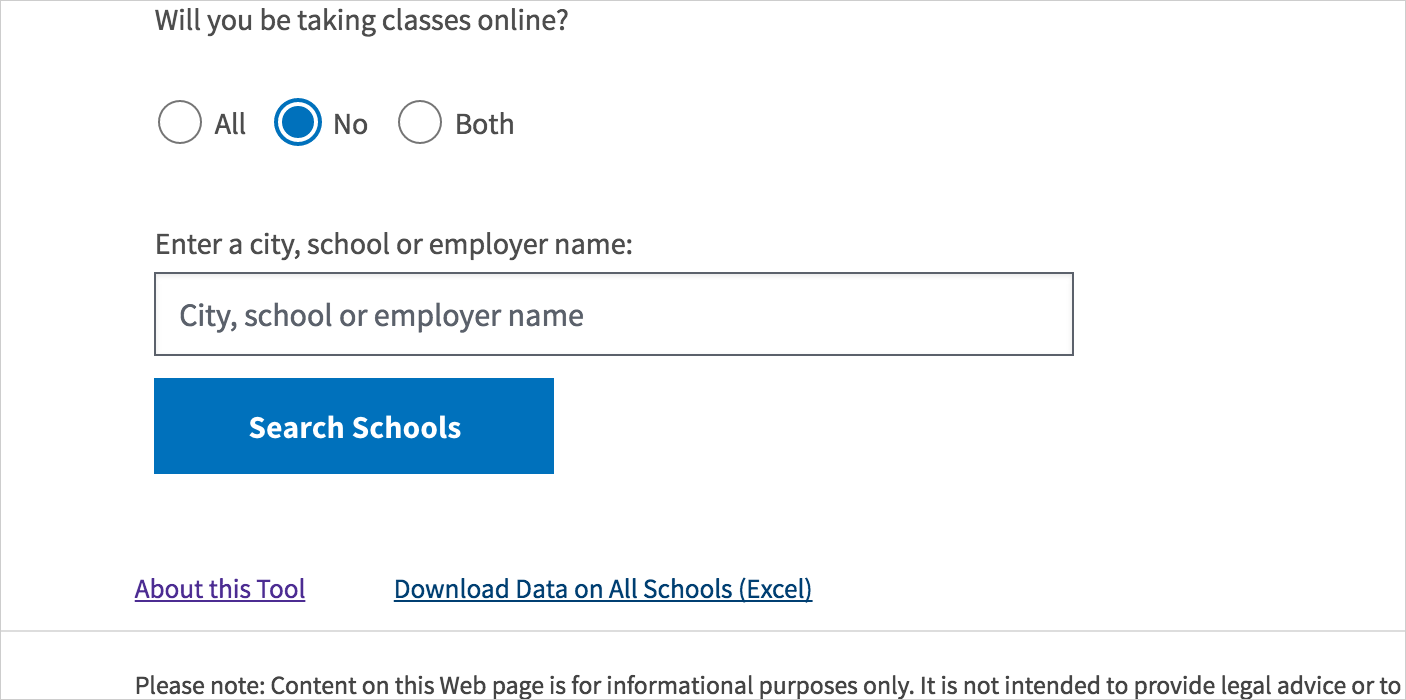 Will you be taking classes online?
All No Both
Enter a city, school or employer name:
City, school or employer name
Search Schools
About this Tool Download Data on All Schools (Excel)
Please note: Content on this Web page is for informational purposes only. It is not intended to provide legal advice or to